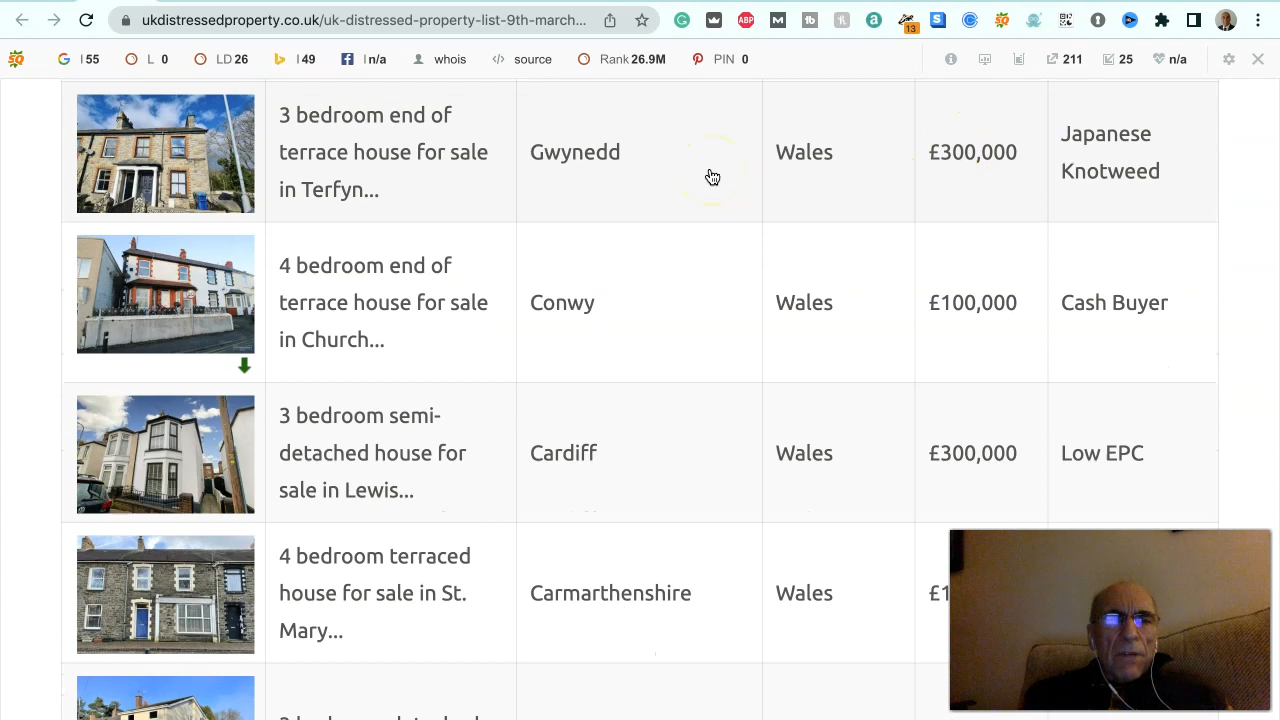 ukdistressedproperty.co.uk/uk-distressed-property-list-9th-march...
ABP
13
SQ
I 55
L 0
LD 26
I 49
I n/a
whois
source
Rank 26.9M
PIN 0
211
25
n/a
3 bedroom end of
terrace house for sale
in Terfyn...
Gwynedd
Wales
£300,000
Japanese
Knotweed
4 bedroom end of
terrace house for sale
in Church...
Conwy
Wales
£100,000
Cash Buyer
3 bedroom semi-
detached house for
sale in Lewis...
Cardiff
Wales
£300,000
Low EPC
4 bedroom terraced
house for sale in St.
Mary...
Carmarthenshire
Wales
£1